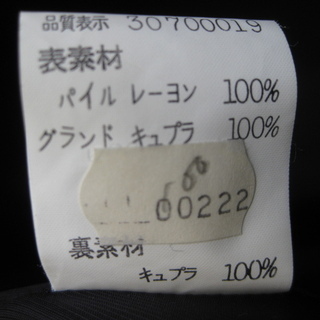 品質表示 30700019
表素材
パイル レーヨン 100%
グランド キュプラ 100%
00222
裏素材
キュプラ 100%